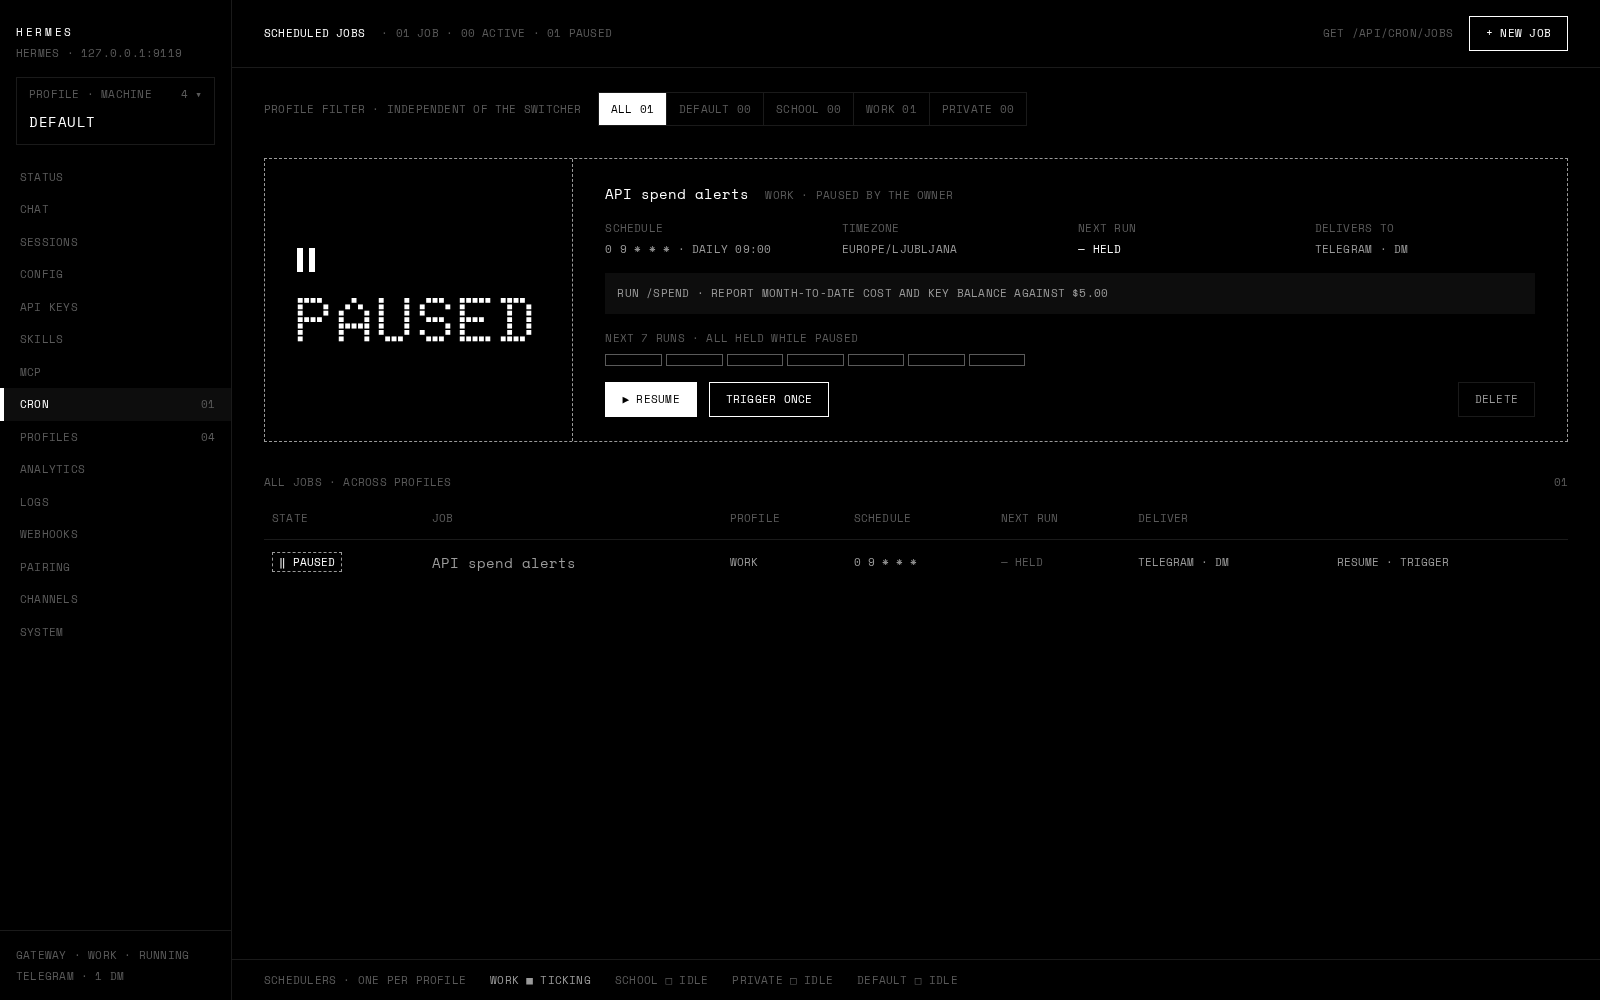 HERMES
HERMES · 127.0.0.1:9119
PROFILE · MACHINE 4 ▾
DEFAULT
STATUS
CHAT
SESSIONS
CONFIG
API KEYS
SKILLS
MCP
CRON 01
PROFILES 04
ANALYTICS
LOGS
WEBHOOKS
PAIRING
CHANNELS
SYSTEM
GATEWAY · WORK · RUNNING
TELEGRAM · 1 DM
SCHEDULED JOBS · 01 JOB · 00 ACTIVE · 01 PAUSED
GET /API/CRON/JOBS
+ NEW JOB
PROFILE FILTER · INDEPENDENT OF THE SWITCHER
ALL 01 DEFAULT 00 SCHOOL 00 WORK 01 PRIVATE 00
PAUSED
API spend alerts WORK · PAUSED BY THE OWNER
SCHEDULE TIMEZONE NEXT RUN DELIVERS TO
0 9 * * * · DAILY 09:00 EUROPE/LJUBLJANA — HELD TELEGRAM · DM
RUN /SPEND · REPORT MONTH-TO-DATE COST AND KEY BALANCE AGAINST $5.00
NEXT 7 RUNS · ALL HELD WHILE PAUSED
▶ RESUME TRIGGER ONCE DELETE
ALL JOBS · ACROSS PROFILES 01
STATE JOB PROFILE SCHEDULE NEXT RUN DELIVER
‖ PAUSED API spend alerts WORK 0 9 * * * — HELD TELEGRAM · DM RESUME · TRIGGER
SCHEDULERS · ONE PER PROFILE WORK ■ TICKING SCHOOL □ IDLE PRIVATE □ IDLE DEFAULT □ IDLE